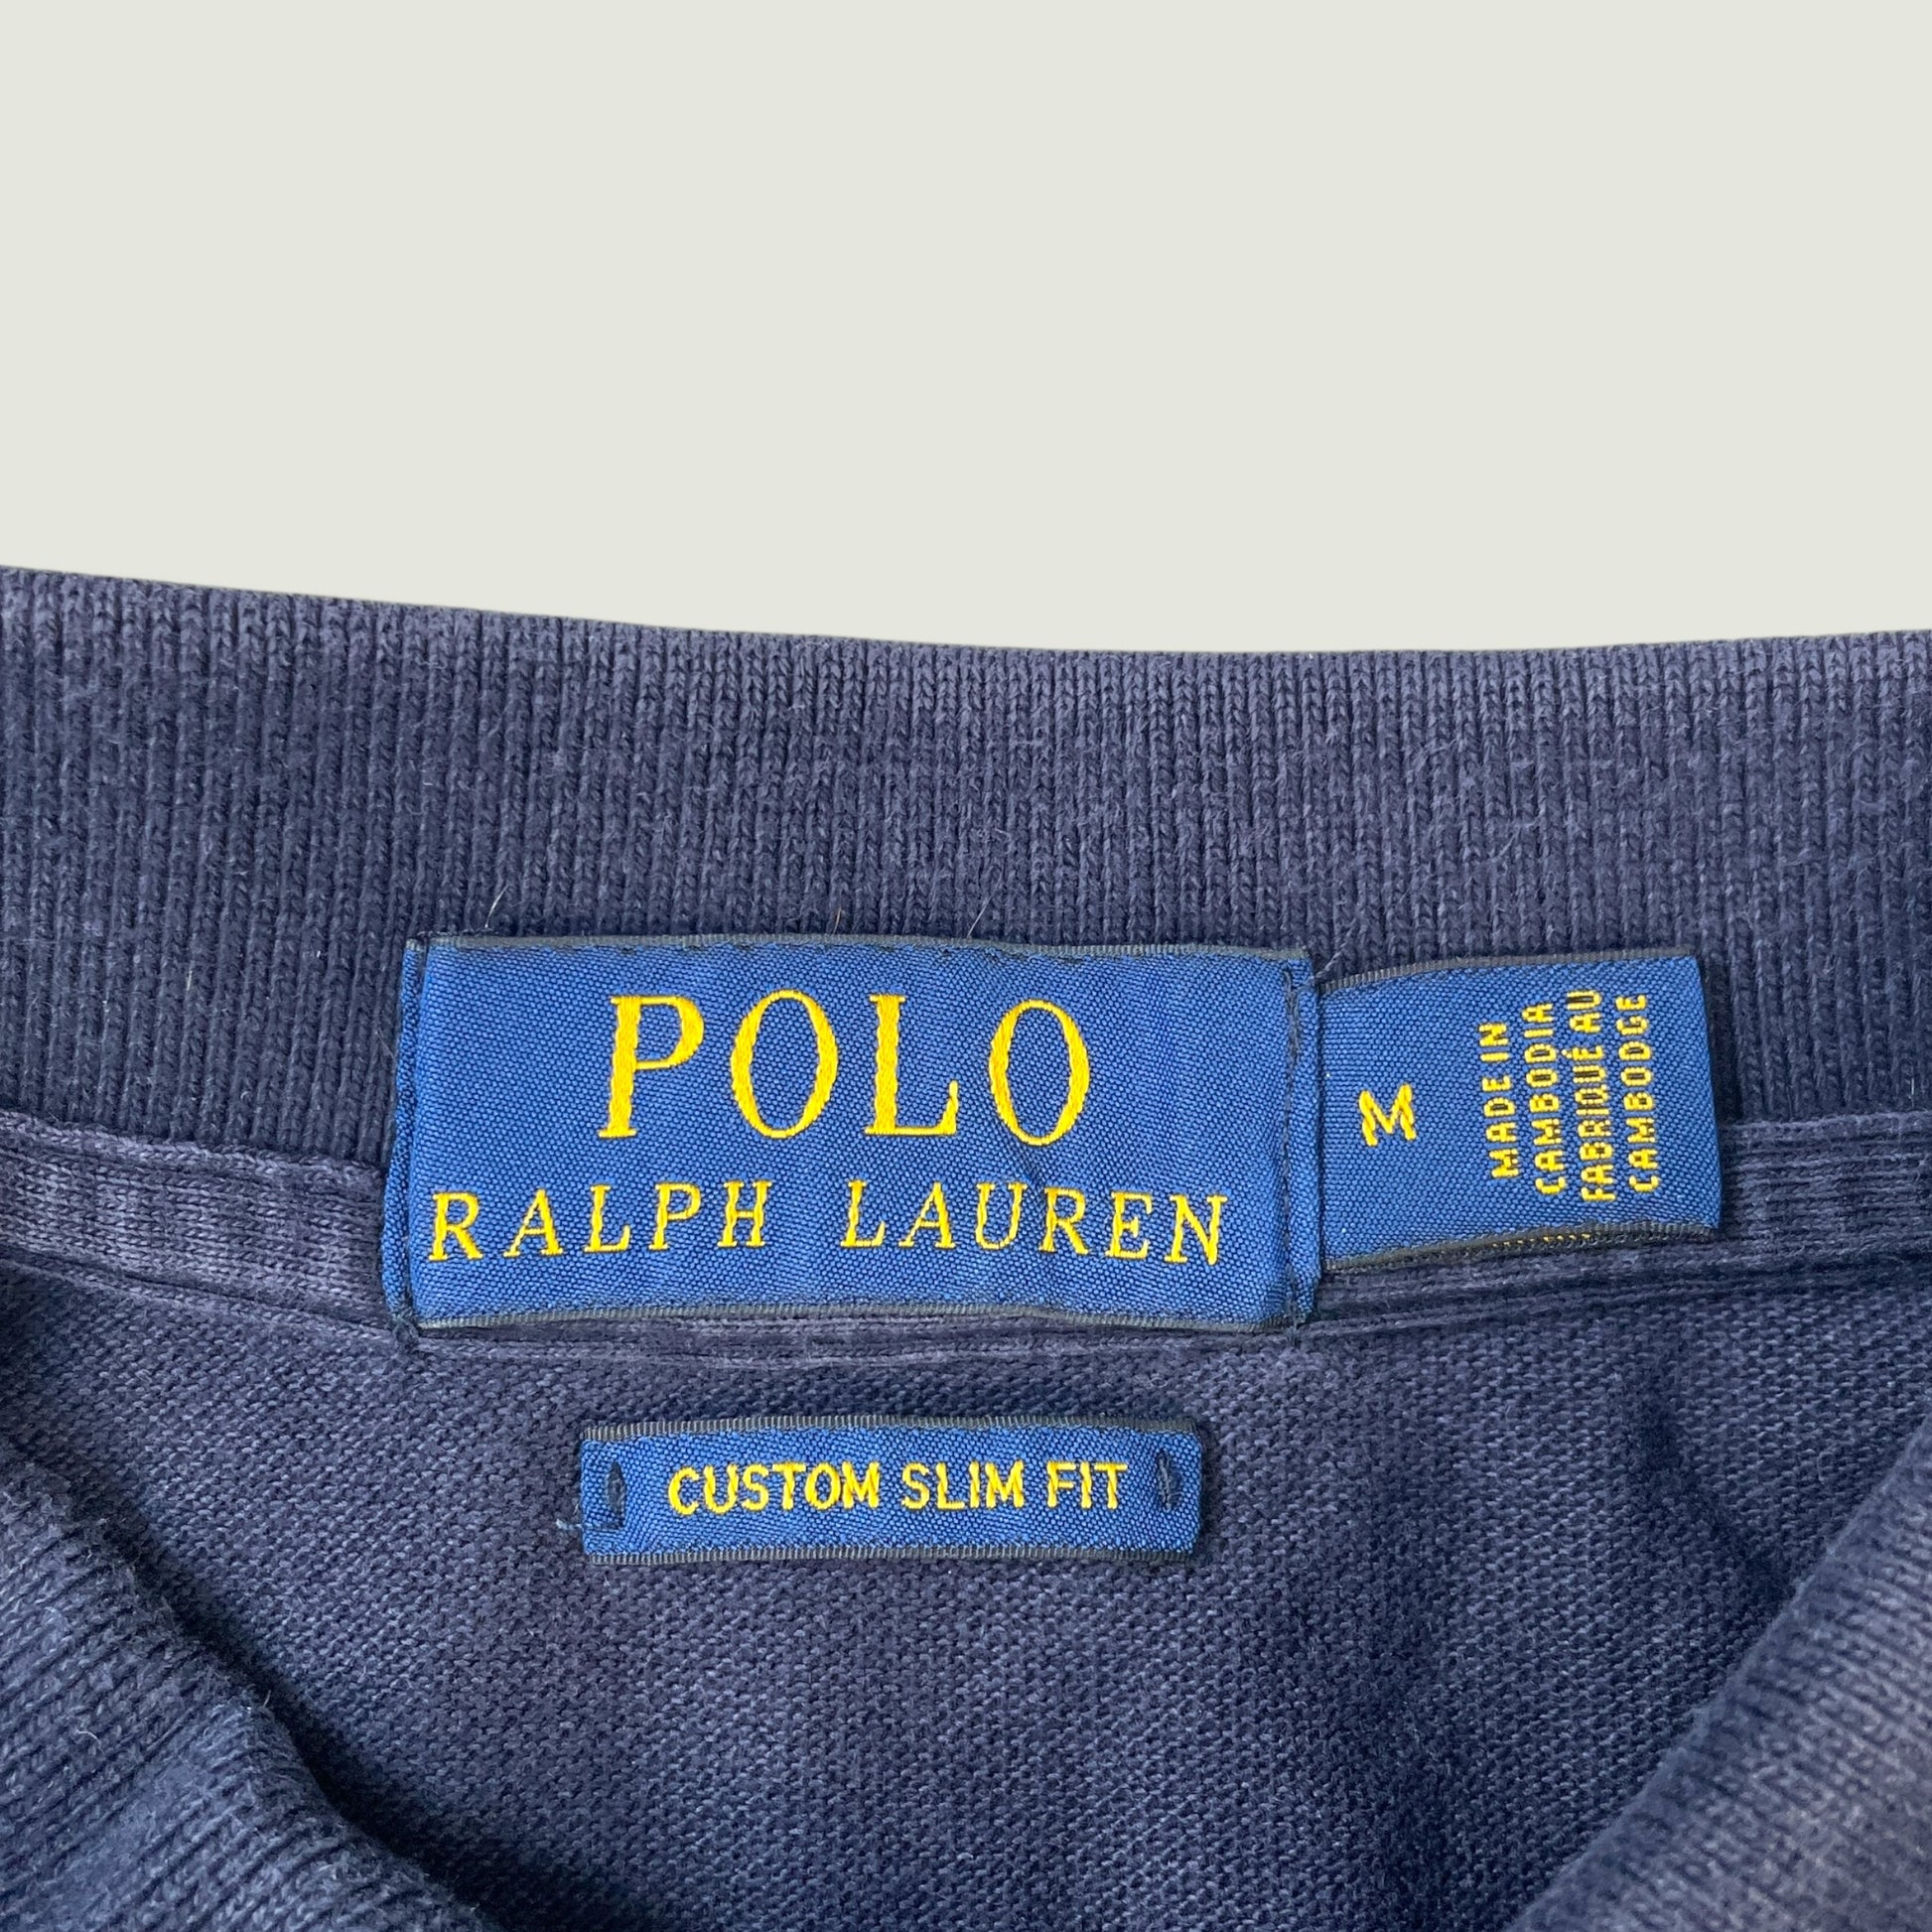 POLO
RALPH LAUREN
M
MADE IN
CAMBODIA
FABRIQUÉ AU
CAMBODGE
CUSTOM SLIM FIT